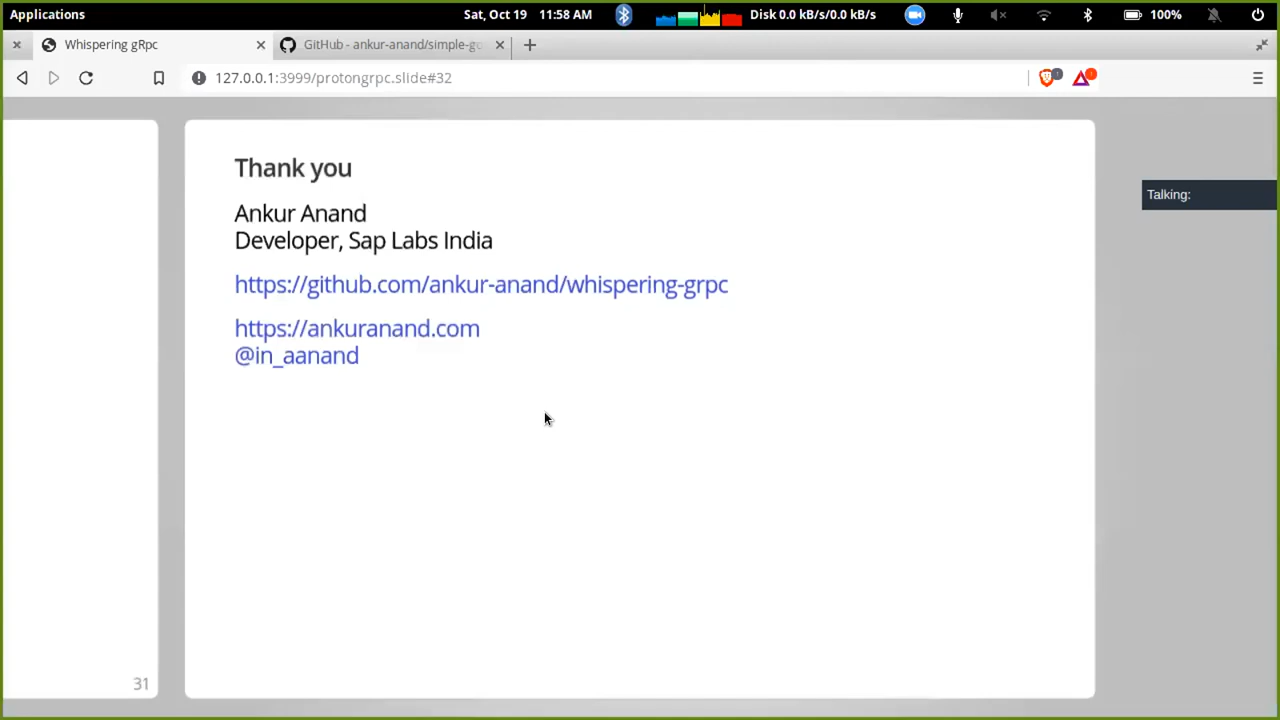 Applications
Sat, Oct 19 11:58 AM
Disk 0.0 kB/s/0.0 kB/s
100%
Whispering gRpc
GitHub - ankur-anand/simple-go
127.0.0.1:3999/protongrpc.slide#32
Thank you
Talking:
Ankur Anand
Developer, Sap Labs India
https://github.com/ankur-anand/whispering-grpc
https://ankuranand.com
@in_aanand
31